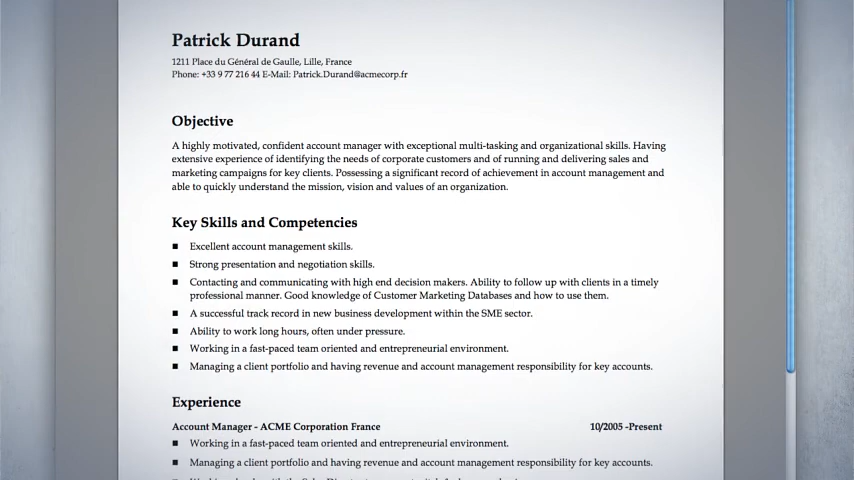 Patrick Durand
1211 Place du Général de Gaulle, Lille, France
Phone: +33 9 77 216 44 E-Mail: Patrick.Durand@acmecorp.fr
Objective
A highly motivated, confident account manager with exceptional multi-tasking and organizational skills. Having
extensive experience of identifying the needs of corporate customers and of running and delivering sales and
marketing campaigns for key clients. Possessing a significant record of achievement in account management and
able to quickly understand the mission, vision and values of an organization.
Key Skills and Competencies
■ Excellent account management skills.
■ Strong presentation and negotiation skills.
■ Contacting and communicating with high end decision makers. Ability to follow up with clients in a timely
professional manner. Good knowledge of Customer Marketing Databases and how to use them.
■ A successful track record in new business development within the SME sector.
■ Ability to work long hours, often under pressure.
■ Working in a fast-paced team oriented and entrepreneurial environment.
■ Managing a client portfolio and having revenue and account management responsibility for key accounts.
Experience
Account Manager - ACME Corporation France 10/2005 -Present
■ Working in a fast-paced team oriented and entrepreneurial environment.
■ Managing a client portfolio and having revenue and account management responsibility for key accounts.